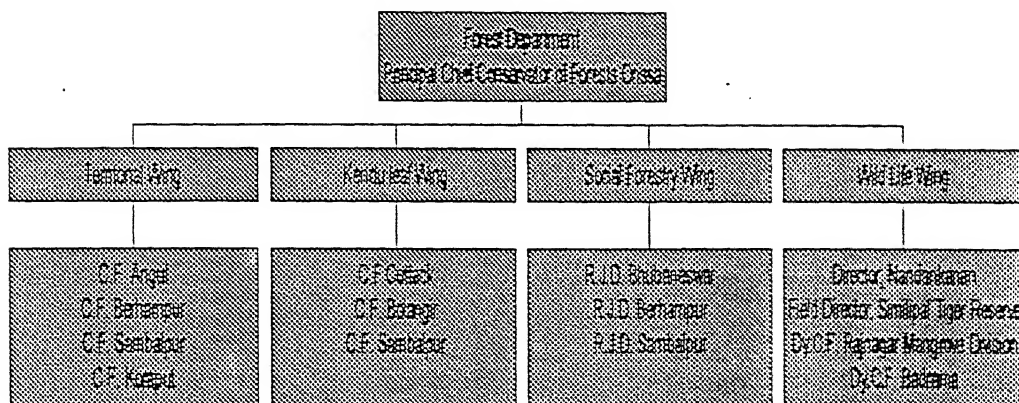 Forest Department
Principal Chief Conservator of Forests Orissa
Territorial Wing
Kendu leaf Wing
Social Forestry Wing
Wild Life Wing
C.F. Angul
C.F. Berhampur
C.F. Sambalpur
C.F. Koraput
C.F Cuttack
C.F. Bolangir
C.F. Sambalpur
R.J.D. Bhubaneswar
R.J.D. Berhampur
R.J.D. Sambalpur
Director, Nandankanan
Field Director, Similipal Tiger Reserve
Dy.C.F. Rajnagar Mangrove Division
Dy.C.F. Badrama